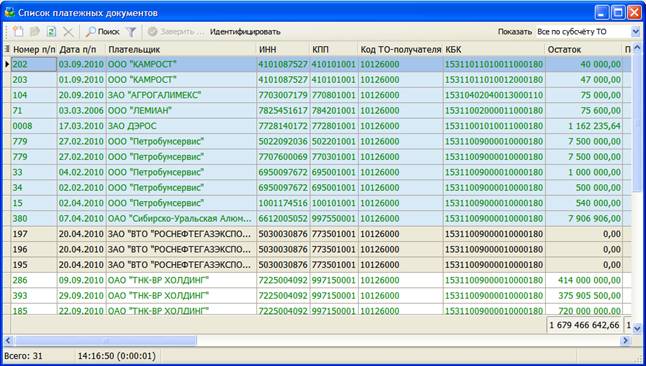 Список платежных документов
Поиск Заверить ... Идентифицировать Показать Все по субсчёту ТО
Номер п/п Дата п/п Плательщик ИНН КПП Код ТО-получателя КБК Остаток П
202 03.09.2010 ООО "КАМРОСТ" 4101087527 410101001 10126000 15311011010011000180 40 000,00
203 01.09.2010 ООО "КАМРОСТ" 4101087527 410101001 10126000 15311011010012000180 47 000,00
104 20.09.2010 ЗАО "АГРОГАЛИМЕКС" 7703007179 770801001 10126000 15310402040013000110 75 000,00
71 03.03.2006 ООО "ЛЕМИАН" 7825451617 784201001 10126000 15311002000011000180 75 600,00
0008 17.03.2010 ЗАО ДЭРОС 7728140172 772801001 10126000 15311001010011000180 1 162 235,64
779 27.02.2010 ООО "Петробумсервис" 5022092036 502201001 10126000 15311009000010000180 7 500 000,00
779 27.02.2010 ООО "Петробумсервис" 7707600069 770301001 10126000 15311009000010000180 7 500 000,00
33 04.02.2010 ООО "Петробумсервис" 6950097672 695001001 10126000 15311009000010000180 1 000 000,00
34 02.02.2010 ООО "Петробумсервис" 6950097672 695001001 10126000 15311009000010000180 500 000,00
15 02.04.2010 ООО "Петробумсервис" 1001174516 100101001 10126000 15311009000010000180 540 000,00
380 07.04.2010 ОАО "Сибирско-Уральская Алюм... 6612005052 997550001 10126000 15311009000010000180 7 906 906,00
197 20.04.2010 ЗАО "ВТО "РОСНЕФТЕГАЗЭКСПО... 5030030876 773501001 10126000 15311009000010000180 0,00
196 20.04.2010 ЗАО "ВТО "РОСНЕФТЕГАЗЭКСПО... 5030030876 773501001 10126000 15311009000010000180 0,00
195 20.04.2010 ЗАО "ВТО "РОСНЕФТЕГАЗЭКСПО... 5030030876 773501001 10126000 15311009000010000180 0,00
286 09.09.2010 ОАО "ТНК-ВР ХОЛДИНГ" 7225004092 997150001 10126000 15311009000010000180 414 000 000,00
393 29.09.2010 ОАО "ТНК-ВР ХОЛДИНГ" 7225004092 997150001 10126000 15311009000010000180 375 905 500,00
185 22.09.2010 ОАО "ТНК-ВР ХОЛДИНГ" 7225004092 997150001 10126000 15311009000010000180 720 000 000,00
1 679 466 642,66 1
Всего: 31 14:16:50 (0:00:01)